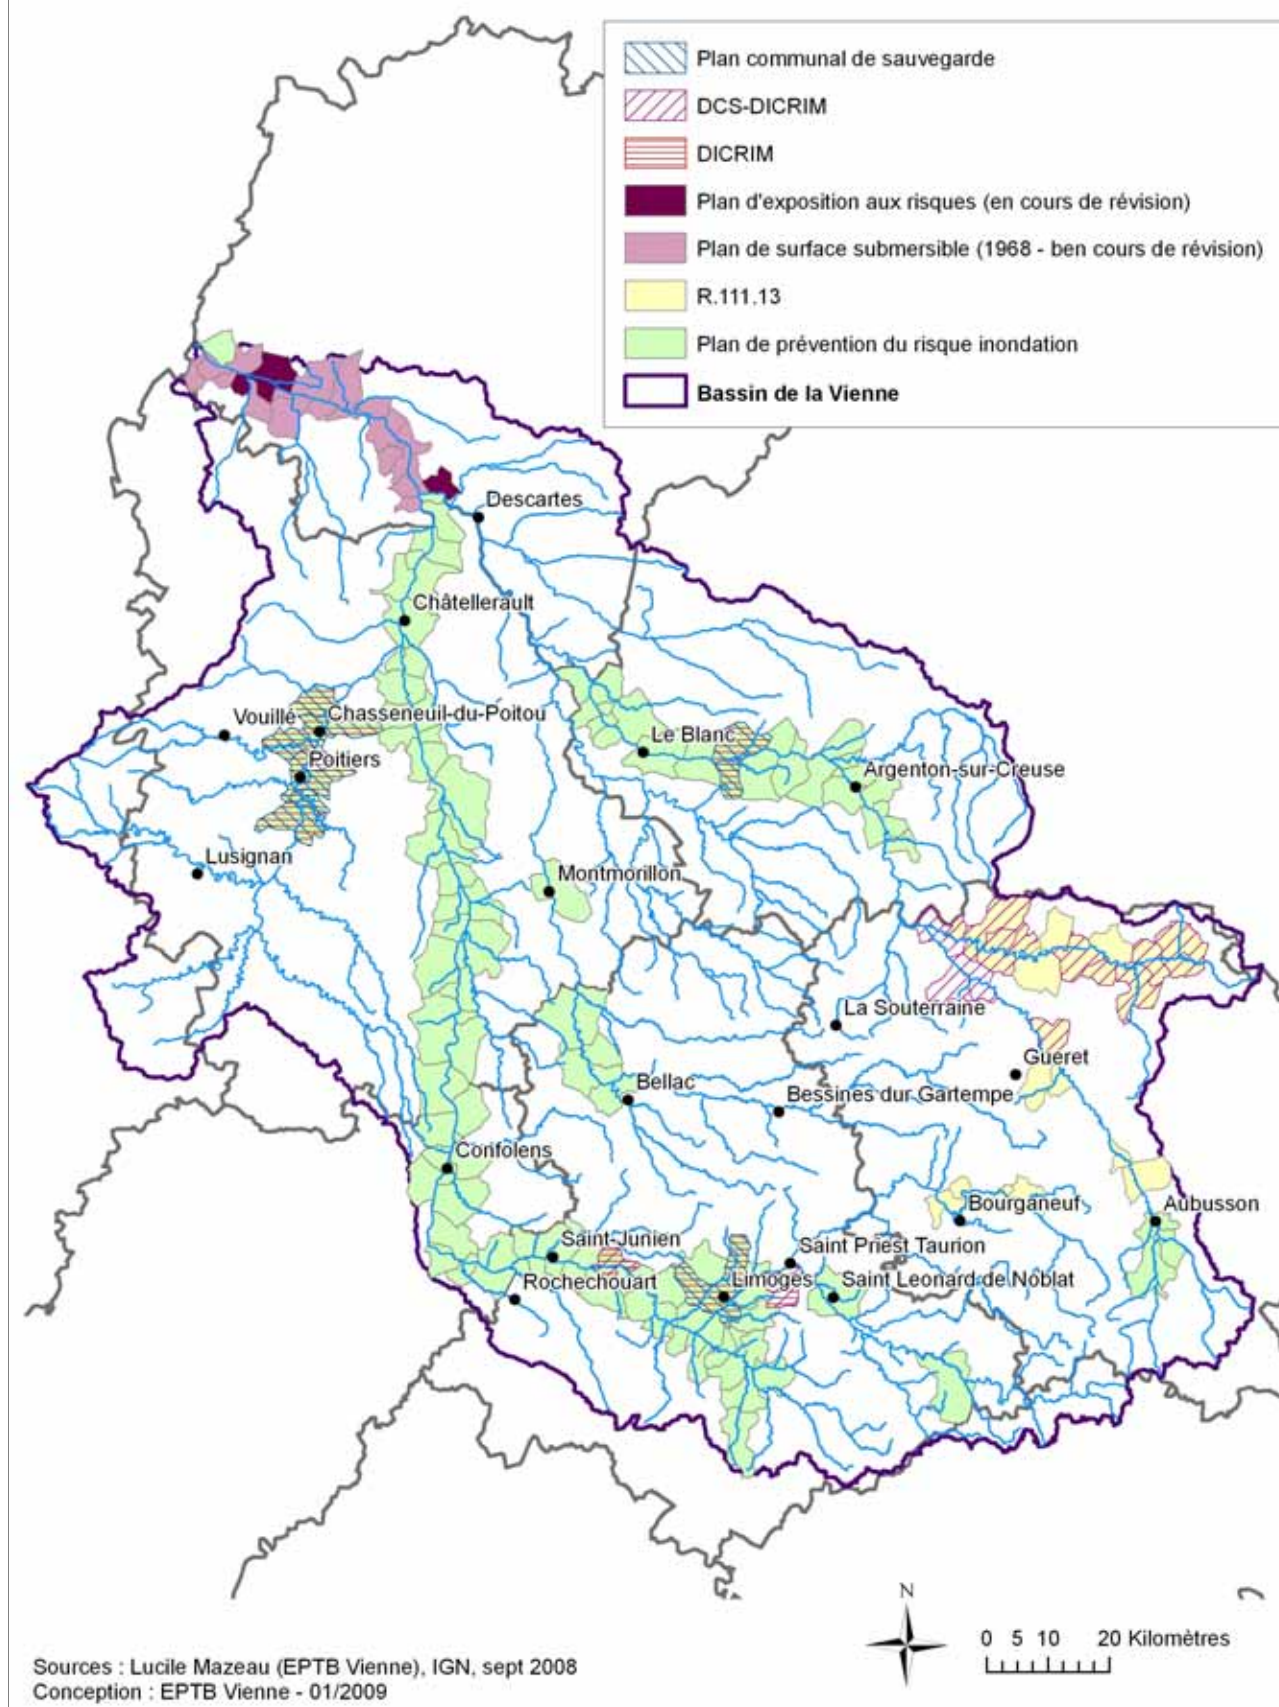 Plan communal de sauvegarde
DCS-DICRIM
DICRIM
Plan d'exposition aux risques (en cours de révision)
Plan de surface submersible (1968 - ben cours de révision)
R.111.13
Plan de prévention du risque inondation
Bassin de la Vienne
Descartes
Châtellerault
Vouillé
Chasseneuil-du-Poitou
Le Blanc
Poitiers
Argenton-sur-Creuse
Lusignan
Montmorillon
La Souterraine
Gueret
Bellac
Bessines dur Gartempe
Confolens
Bourganeuf
Aubusson
Saint-Junien
Saint Priest Taurion
Rochechouart
Limoges
Saint Leonard de Noblat
N
0 5 10 20 Kilomètres
Sources : Lucile Mazeau (EPTB Vienne), IGN, sept 2008
Conception : EPTB Vienne - 01/2009